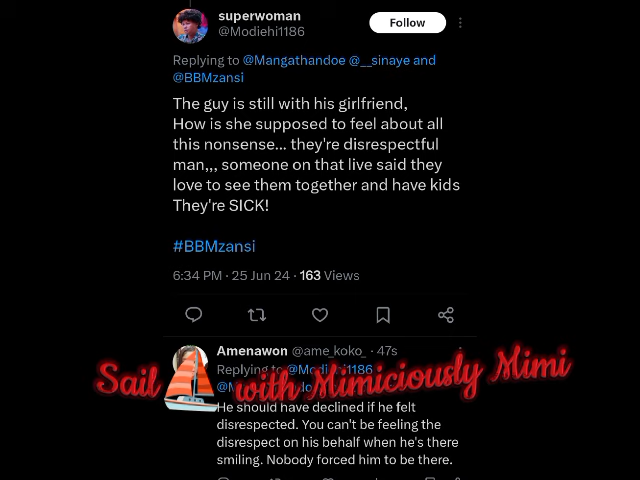 superwoman
@Modiehi1186
Follow
Replying to @Mangathandoe @__sinaye and
@BBMzansi
The guy is still with his girlfriend,
How is she supposed to feel about all
this nonsense... they're disrespectful
man,,, someone on that live said they
love to see them together and have kids
They're SICK!
#BBMzansi
6:34 PM · 25 Jun 24 · 163 Views
Amenawon @ame_koko_ · 47s
Replying to @Modiehi1186
Sail with Mimiciously Mimi
He should have declined if he felt
disrespected. You can't be feeling the
disrespect on his behalf when he's there
smiling. Nobody forced him to be there.